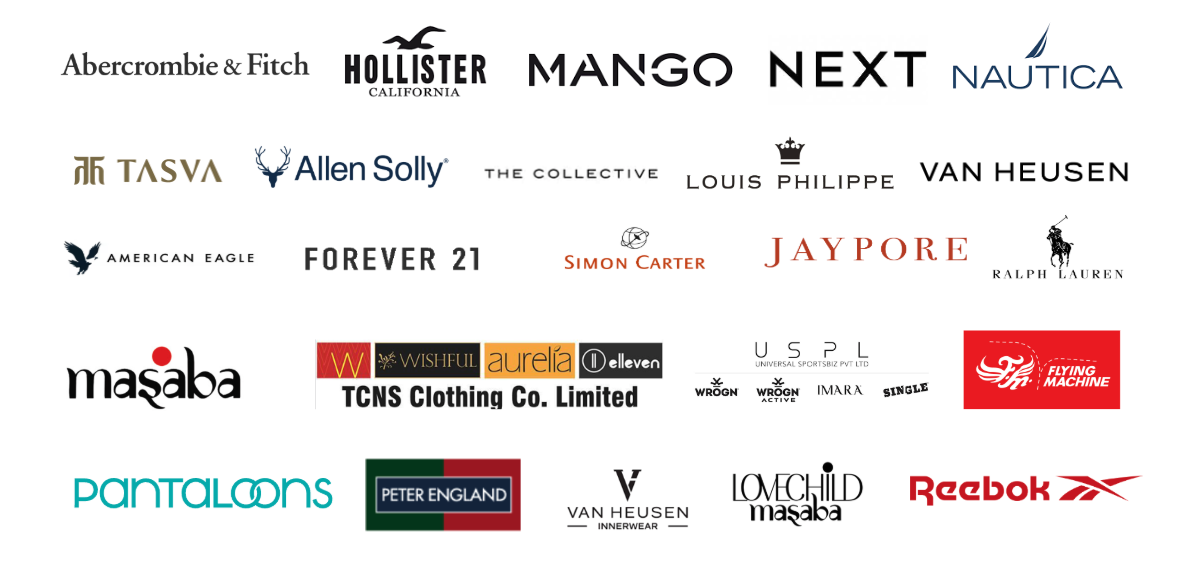 Abercrombie & Fitch
HOLLISTER
CALIFORNIA
MANGO
NEXT
NAUTICA
TASVA
Allen Solly®
THE COLLECTIVE
LOUIS PHILIPPE
VAN HEUSEN
AMERICAN EAGLE
FOREVER 21
SIMON CARTER
JAYPORE
RALPH LAUREN
masaba
W
WISHFUL
aurelia
elleven
TCNS Clothing Co. Limited
U S P L
UNIVERSAL SPORTSBIZ PVT LTD
WROGN
WROGN
ACTIVE
IMARA
SINGLE
FM
FLYING
MACHINE
PANTALOONS
PETER ENGLAND
V
VAN HEUSEN
INNERWEAR
LOVECHILD
masaba
Reebok